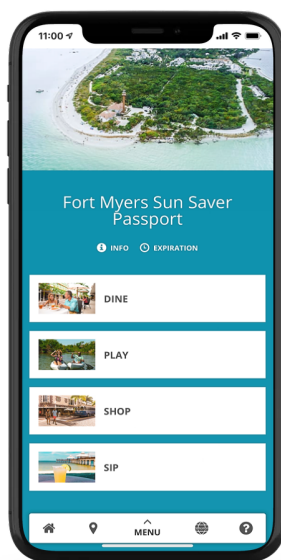 11:00
Fort Myers Sun Saver
Passport
INFO EXPIRATION
DINE
PLAY
SHOP
SIP
MENU